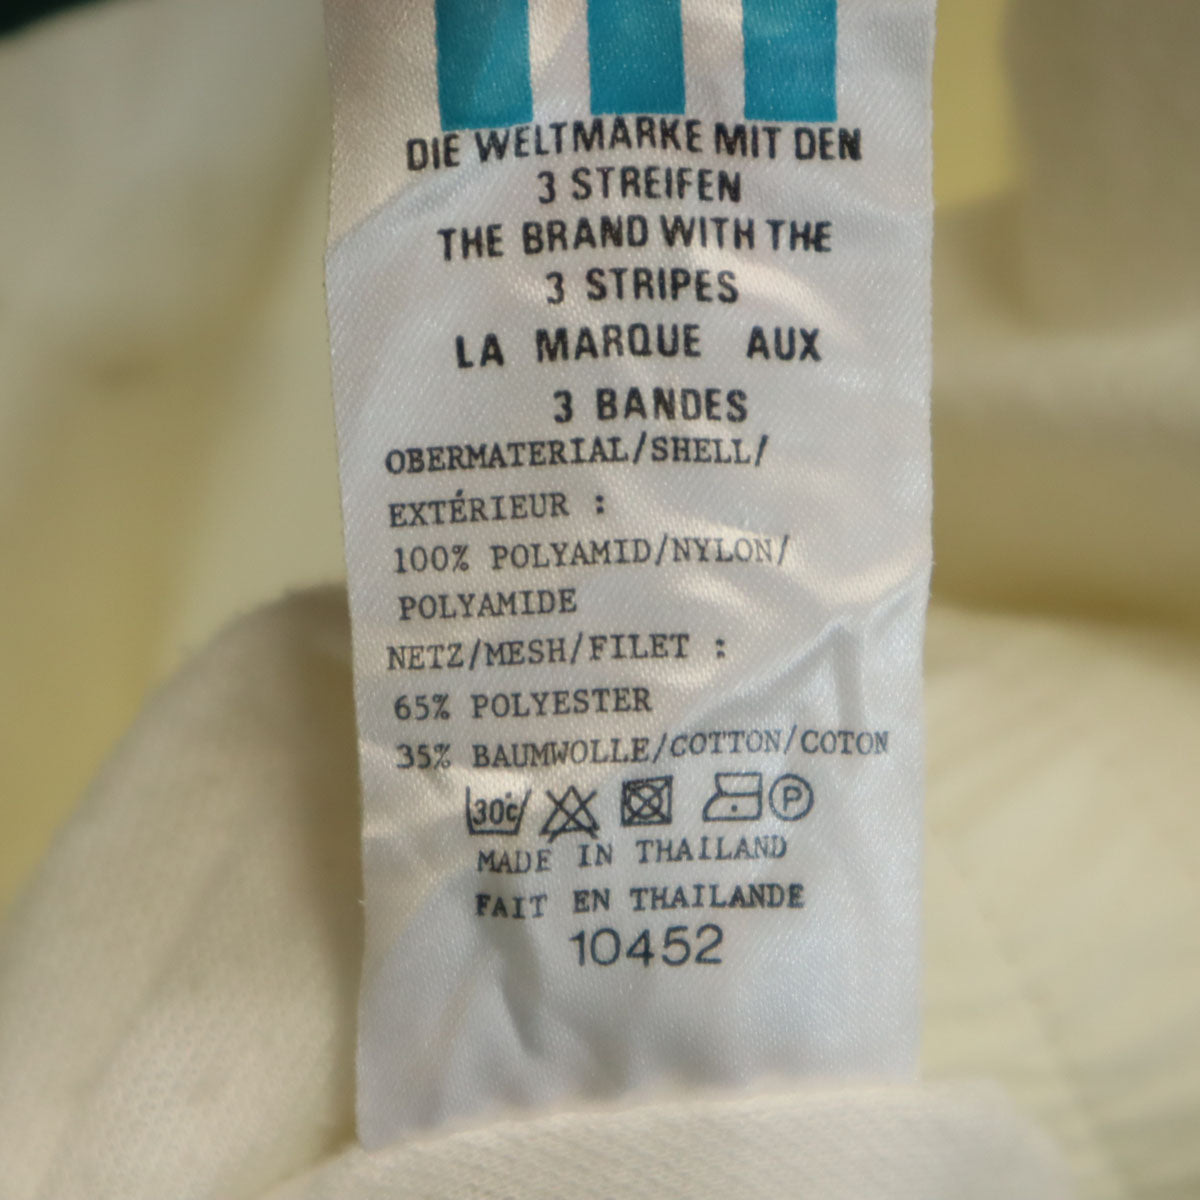 DIE WELTMARKE MIT DEN
3 STREIFEN
THE BRAND WITH THE
3 STRIPES
LA MARQUE AUX
3 BANDES
OBERMATERIAL/SHELL/
EXTÉRIEUR :
100% POLYAMID/NYLON/
POLYAMIDE
NETZ/MESH/FILET :
65% POLYESTER
35% BAUMWOLLE/COTTON/COTON
30°C P
MADE IN THAILAND
FAIT EN THAILANDE
10452